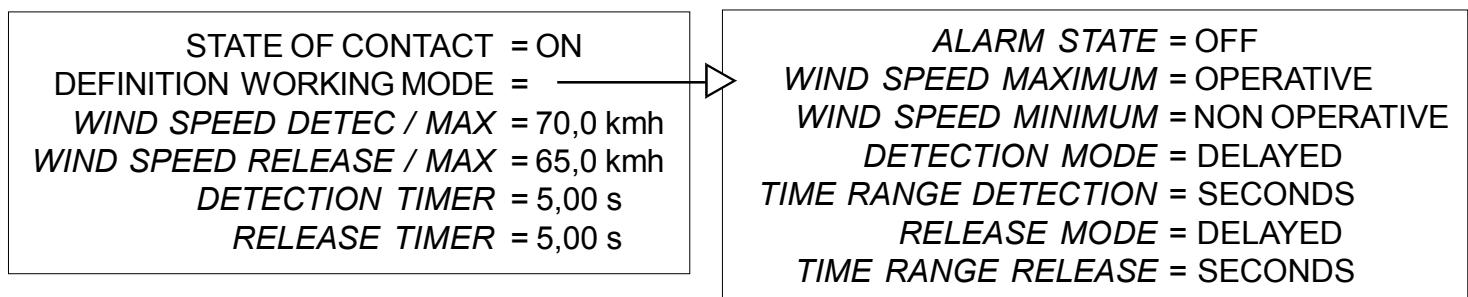 STATE OF CONTACT = ON
DEFINITION WORKING MODE =
WIND SPEED DETEC / MAX = 70,0 kmh
WIND SPEED RELEASE / MAX = 65,0 kmh
DETECTION TIMER = 5,00 s
RELEASE TIMER = 5,00 s
ALARM STATE = OFF
WIND SPEED MAXIMUM = OPERATIVE
WIND SPEED MINIMUM = NON OPERATIVE
DETECTION MODE = DELAYED
TIME RANGE DETECTION = SECONDS
RELEASE MODE = DELAYED
TIME RANGE RELEASE = SECONDS